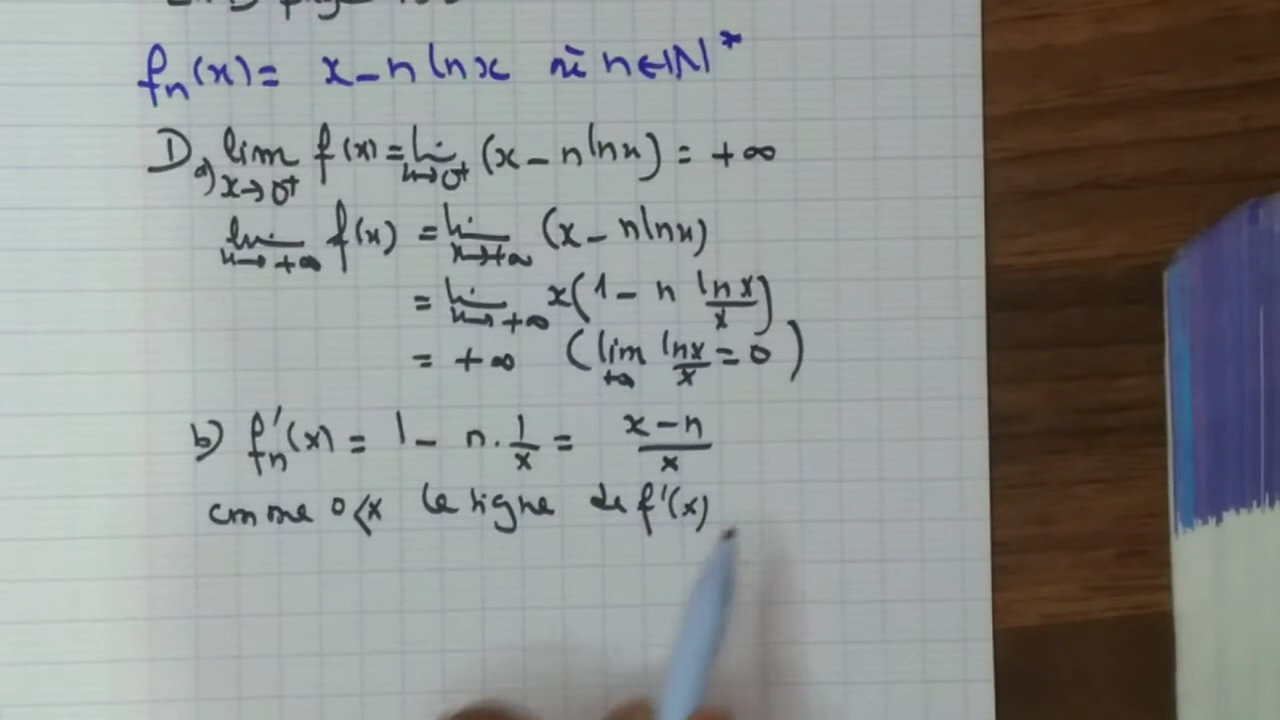 fn(x) = x - n ln x où n ∈ ℕ*
D a) lim x→0+ f(x) = lim x→0+ (x - n ln x) = +∞
lim x→+∞ f(x) = lim x→+∞ (x - n ln x)
= lim x→+∞ x(1 - n ln x / x)
= +∞ (lim +∞ ln x / x = 0)
b) fn'(x) = 1 - n · 1/x = (x - n)/x
comme 0 < x le signe de f'(x)